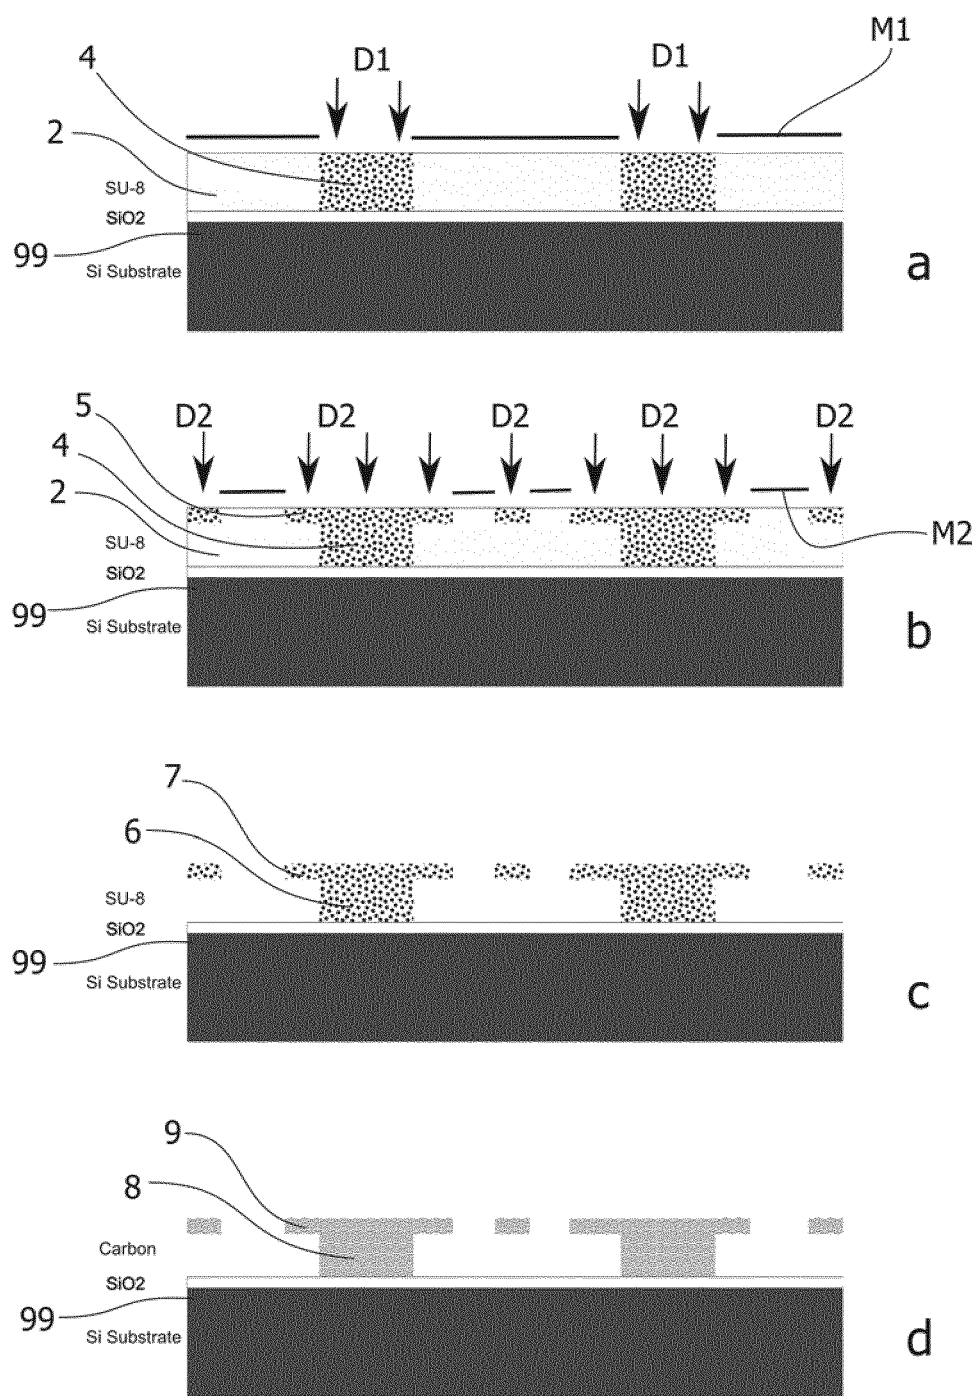 4 D1 D1 M1
2
SU-8
SiO2
99
Si Substrate
a
5 D2 D2 D2 D2 D2
4
2
SU-8
M2
SiO2
99
Si Substrate
b
7
6
SU-8
SiO2
99
Si Substrate
c
9
8
Carbon
SiO2
99
Si Substrate
d